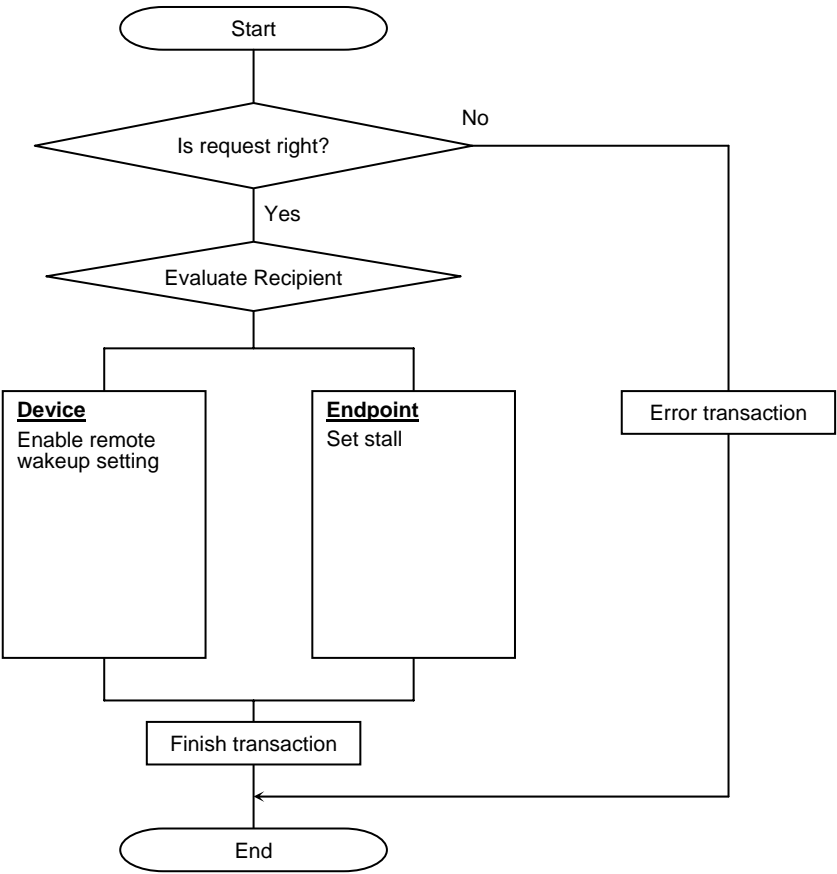 Start
No
Is request right?
Yes
Evaluate Recipient
Device
Enable remote
wakeup setting
Endpoint
Set stall
Error transaction
Finish transaction
End